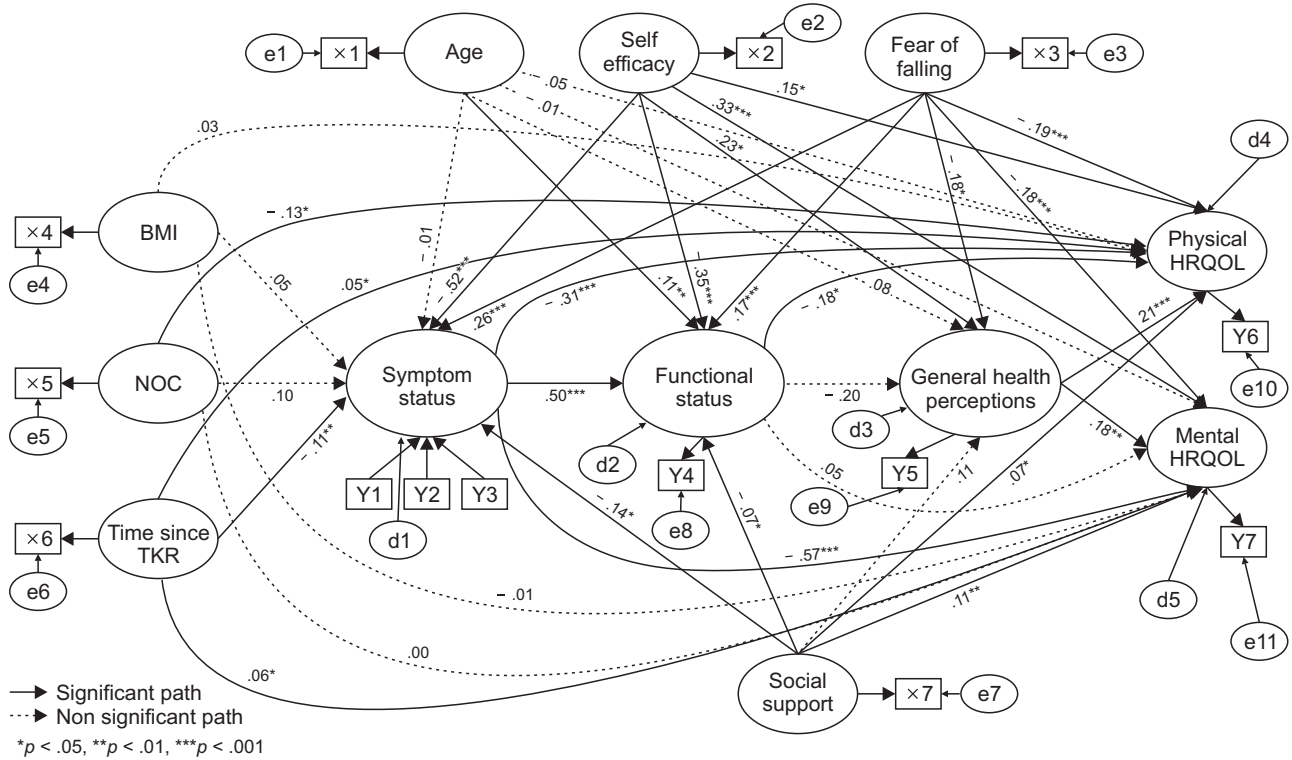 e1
×1
Age
Self
efficacy
×2
e2
Fear of
falling
×3
e3
.03
− .05
− .01
.15*
.33***
.23*
− .19***
− .18*
− .18***
d4
×4
BMI
e4
− .13*
− .01
.05
.05*
− .52***
.26***
− .31***
.11**
− .35***
.17***
− .18*
.08
Physical
HRQOL
21***
Y6
e10
×5
NOC
e5
.10
Symptom
status
.50***
Functional
status
− .20
General health
perceptions
.18**
Mental
HRQOL
− .11**
Y1
Y2
Y3
d1
d2
Y4
e8
d3
Y5
e9
.05
.11
.07*
− .14*
− .07*
− .57***
Y7
e11
d5
×6
Time since
TKR
e6
− .01
.00
.06*
.11**
Social
support
×7
e7
Significant path
Non significant path
*p < .05, **p < .01, ***p < .001